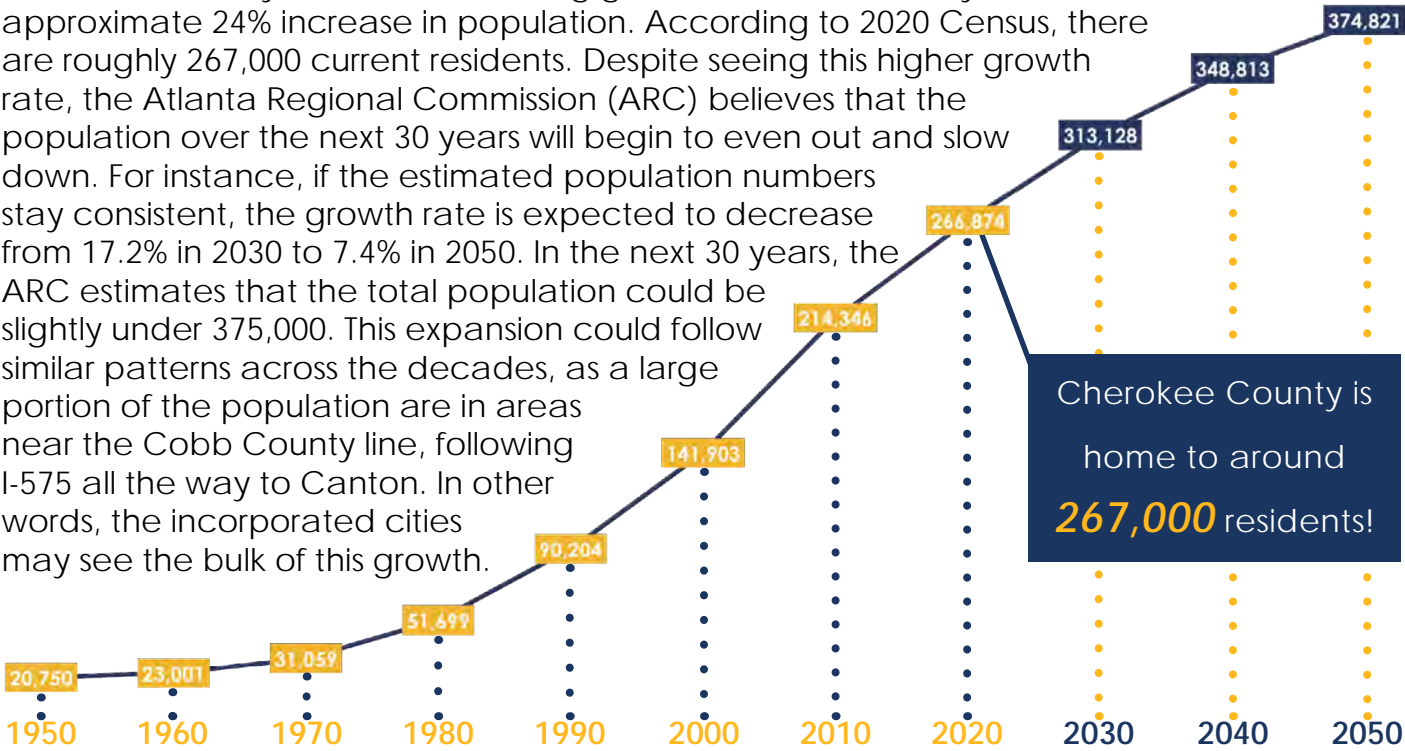 approximate 24% increase in population. According to 2020 Census, there
are roughly 267,000 current residents. Despite seeing this higher growth
rate, the Atlanta Regional Commission (ARC) believes that the
population over the next 30 years will begin to even out and slow
down. For instance, if the estimated population numbers
stay consistent, the growth rate is expected to decrease
from 17.2% in 2030 to 7.4% in 2050. In the next 30 years, the
ARC estimates that the total population could be
slightly under 375,000. This expansion could follow
similar patterns across the decades, as a large
portion of the population are in areas
near the Cobb County line, following
I-575 all the way to Canton. In other
words, the incorporated cities
may see the bulk of this growth.
374,821
348,813
313,128
266,874
214,346
141,903
90,204
51,699
31,059
23,001
20,750
Cherokee County is
home to around
267,000 residents!
1950 1960 1970 1980 1990 2000 2010 2020 2030 2040 2050